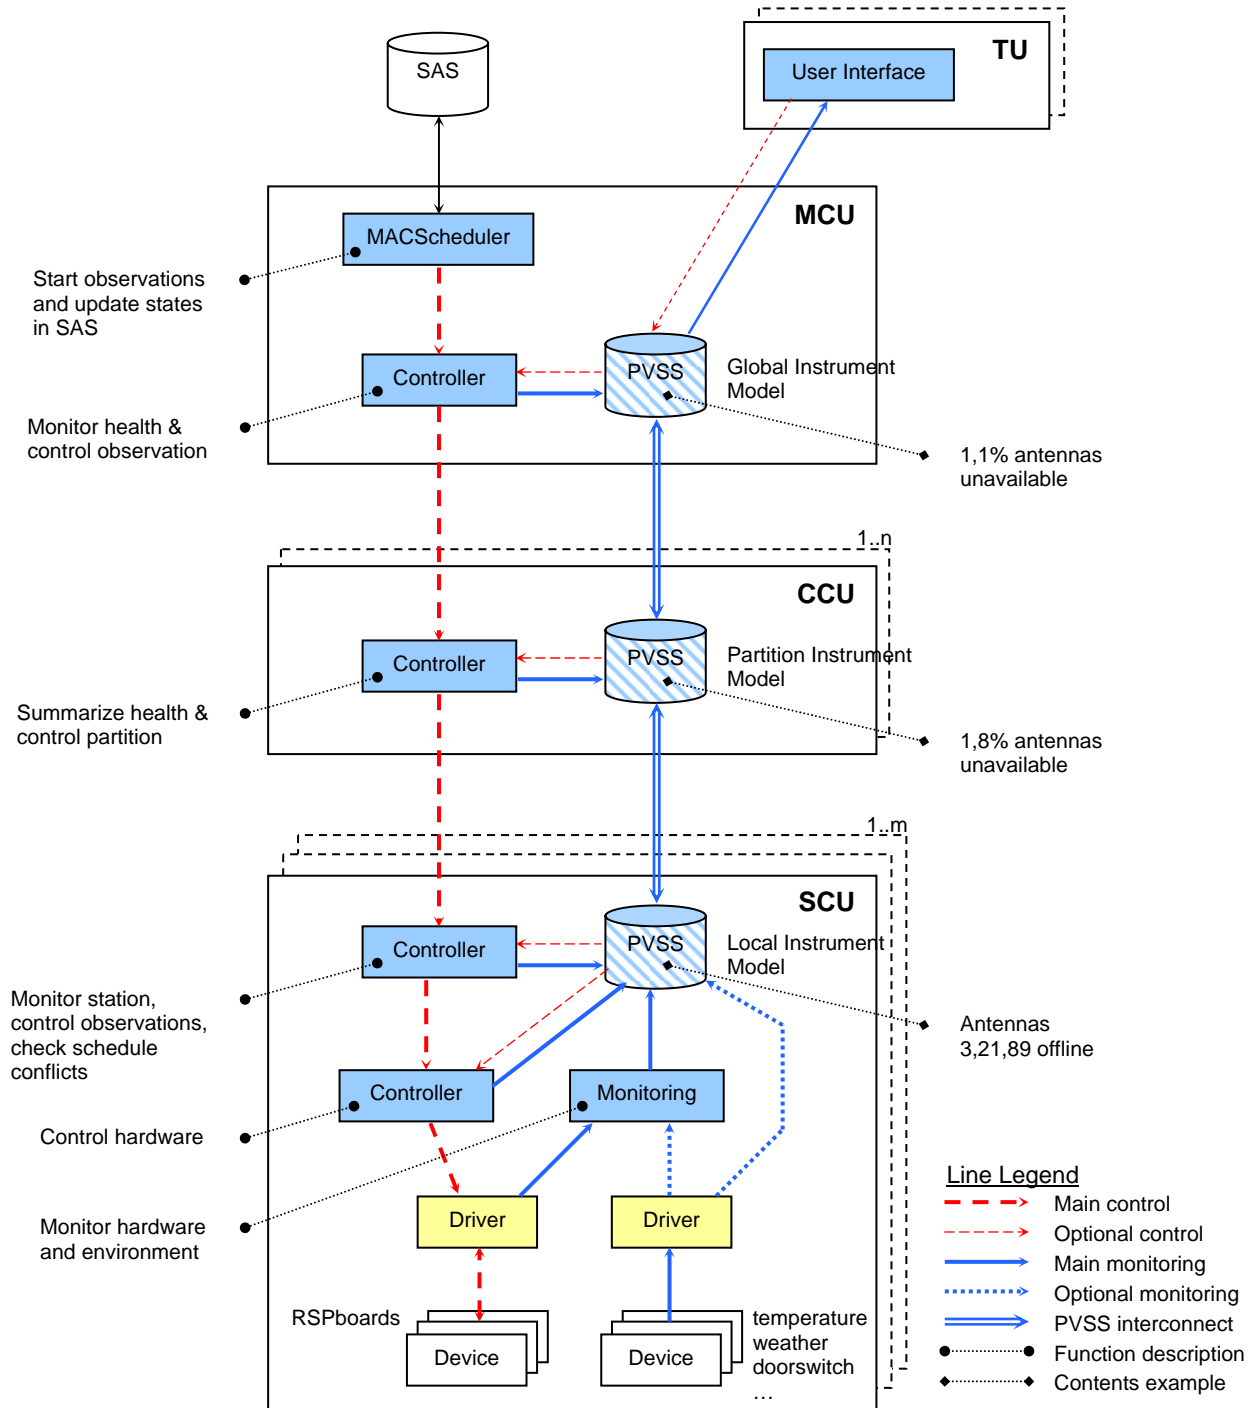 SAS
TU
User Interface
MCU
MACScheduler
Start observations
and update states
in SAS
Controller
PVSS
Global Instrument
Model
Monitor health &
control observation
1,1% antennas
unavailable
1..n
CCU
Controller
PVSS
Partition Instrument
Model
Summarize health &
control partition
1,8% antennas
unavailable
1..m
SCU
Controller
PVSS
Local Instrument
Model
Monitor station,
control observations,
check schedule
conflicts
Antennas
3,21,89 offline
Controller
Monitoring
Control hardware
Monitor hardware
and environment
Driver
Driver
RSPboards
Device
Device
temperature
weather
doorswitch
...
Line Legend
Main control
Optional control
Main monitoring
Optional monitoring
PVSS interconnect
Function description
Contents example